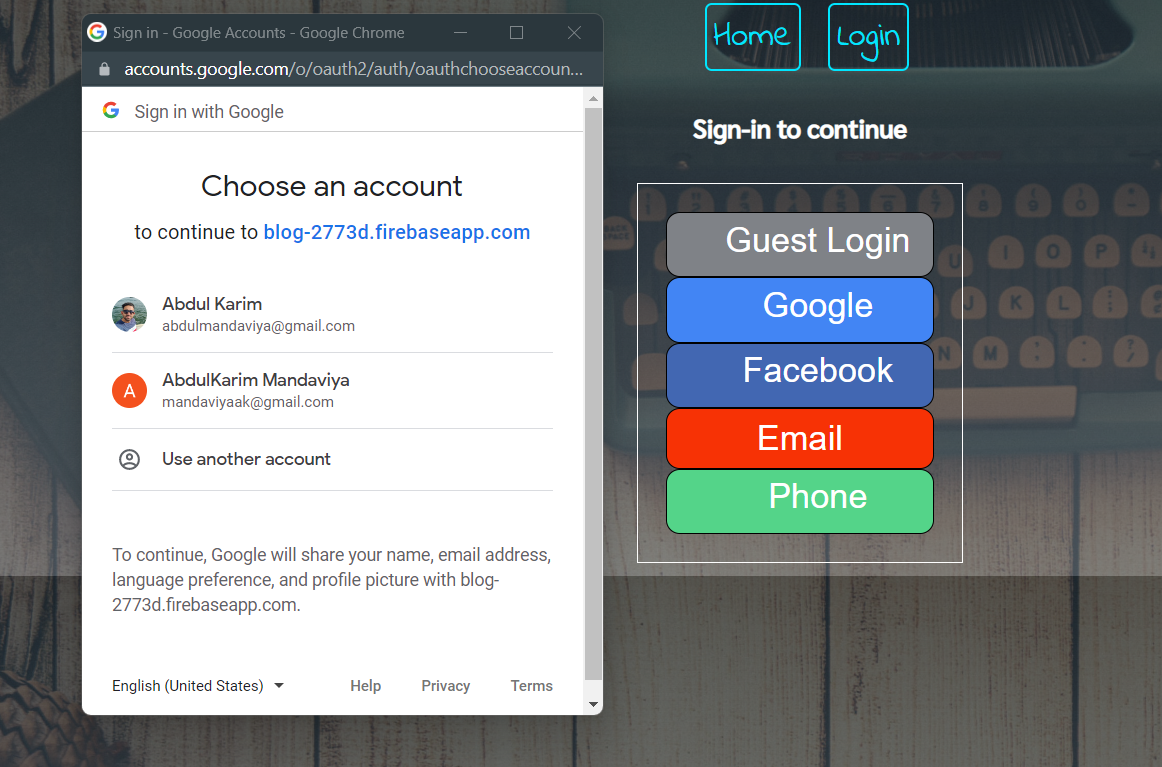 Sign in - Google Accounts - Google Chrome
accounts.google.com/o/oauth2/auth/oauthchooseaccoun...
Sign in with Google
Choose an account
to continue to blog-2773d.firebaseapp.com
Abdul Karim
abdulmandaviya@gmail.com
A
AbdulKarim Mandaviya
mandaviyaak@gmail.com
Use another account
To continue, Google will share your name, email address,
language preference, and profile picture with blog-
2773d.firebaseapp.com.
English (United States)
Help
Privacy
Terms
Home
Login
Sign-in to continue
Guest Login
Google
Facebook
Email
Phone
U I O P
J K L
N M